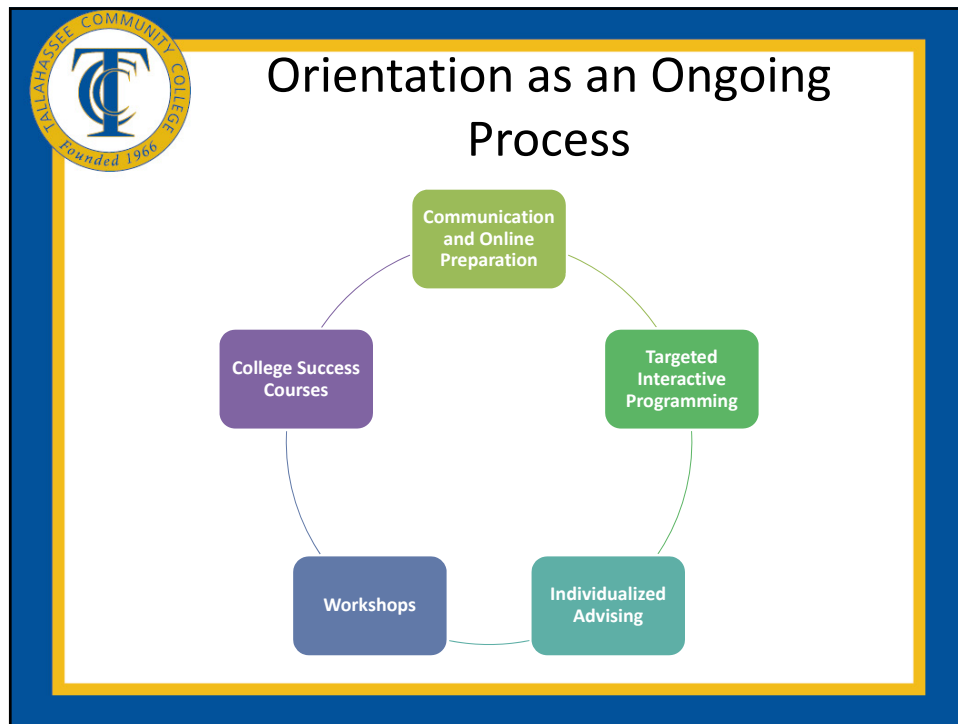 TALLAHASSEE COMMUNITY COLLEGE
TCC
Founded 1966
Orientation as an Ongoing
Process
Communication
and Online
Preparation
Targeted
Interactive
Programming
Individualized
Advising
Workshops
College Success
Courses